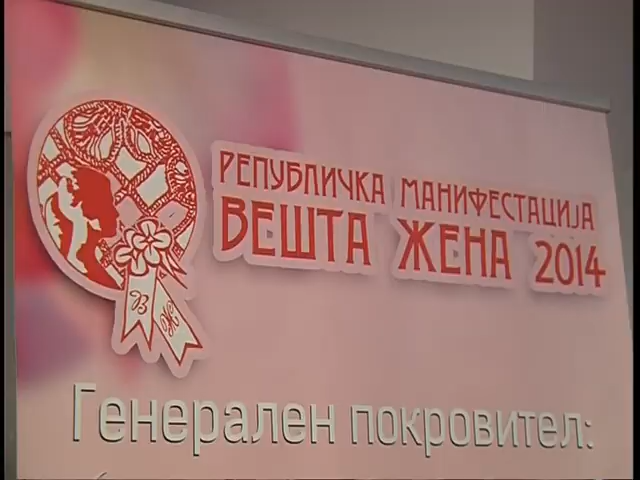 РЕПУБЛИЧКА МАНИФЕСТАЦИЈА
ВЕШТА ЖЕНА 2014
В Ж
Генерален покровител: